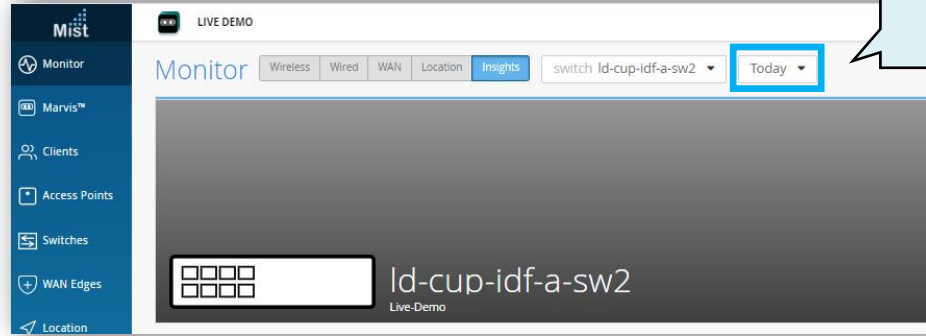 Mist
LIVE DEMO
Monitor
Monitor
Wireless
Wired
WAN
Location
Insights
switch ld-cup-idf-a-sw2
Today
Marvis™
Clients
Access Points
Switches
WAN Edges
Location
ld-cup-idf-a-sw2
Live-Demo